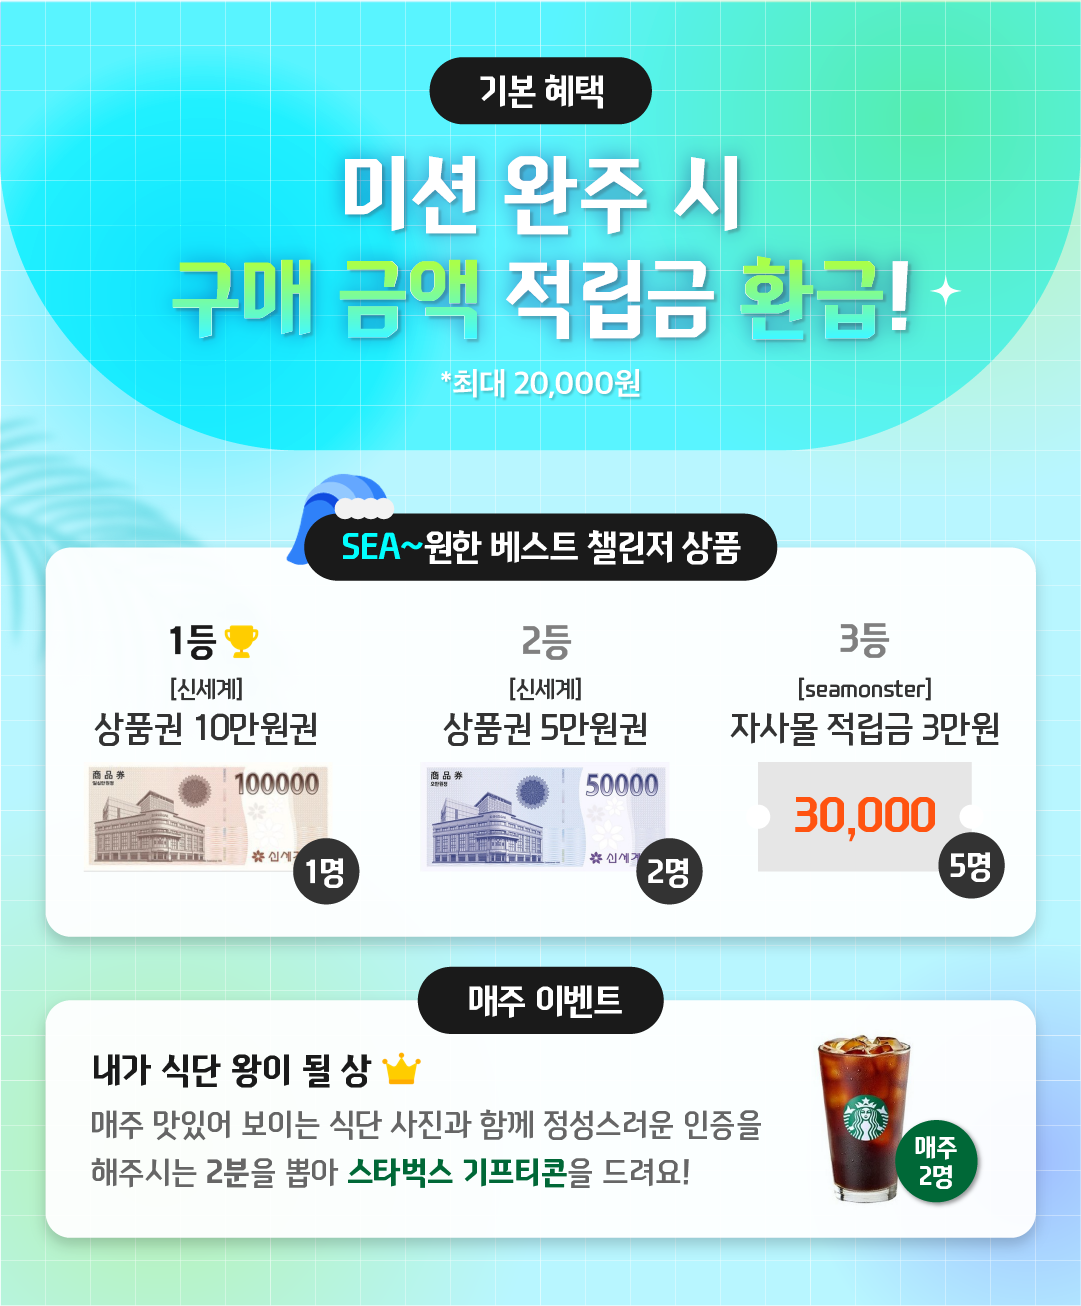 기본 혜택
미션 완주 시
구매 금액 적립금 환급!
*최대 20,000원
SEA~원한 베스트 챌린저 상품
1등
[신세계]
상품권 10만원권
商品券
100000
신세계
1명
2등
[신세계]
상품권 5만원권
商品券
50000
신세계
2명
3등
[seamonster]
자사몰 적립금 3만원
30,000
5명
매주 이벤트
내가 식단 왕이 될 상
매주 맛있어 보이는 식단 사진과 함께 정성스러운 인증을
해주시는 2분을 뽑아 스타벅스 기프티콘을 드려요!
매주
2명